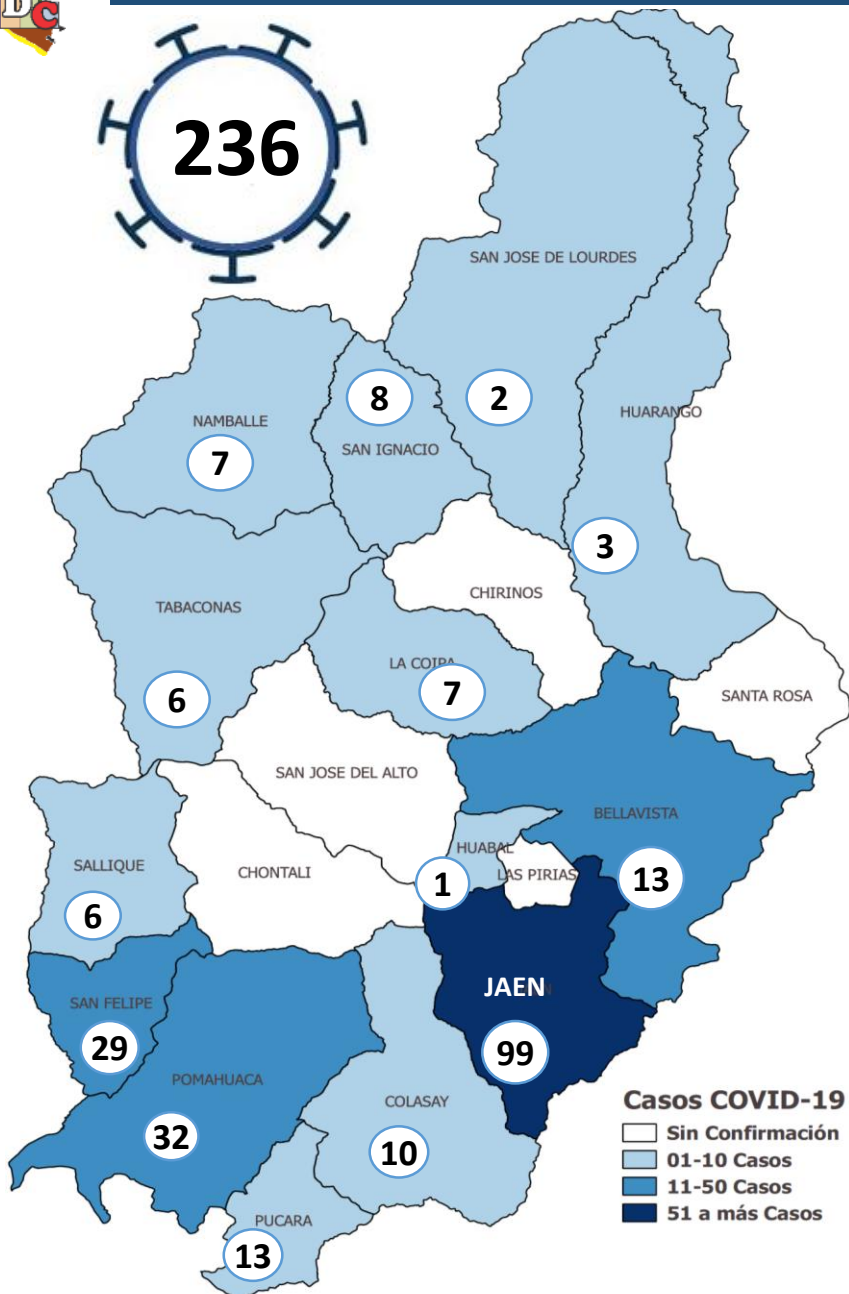 DC
236
SAN JOSE DE LOURDES
8
2
HUARANGO
NAMBALLE
7
SAN IGNACIO
3
CHIRINOS
TABACONAS
LA COIPA
7
6
SANTA ROSA
SAN JOSE DEL ALTO
BELLAVISTA
HUABAL
SALLIQUE
CHONTALI
LAS PIRIAS
1
13
6
JAEN
SAN FELIPE
29
99
POMAHUACA
COLASAY
32
10
PUCARA
13
Casos COVID-19
Sin Confirmación
01-10 Casos
11-50 Casos
51 a más Casos